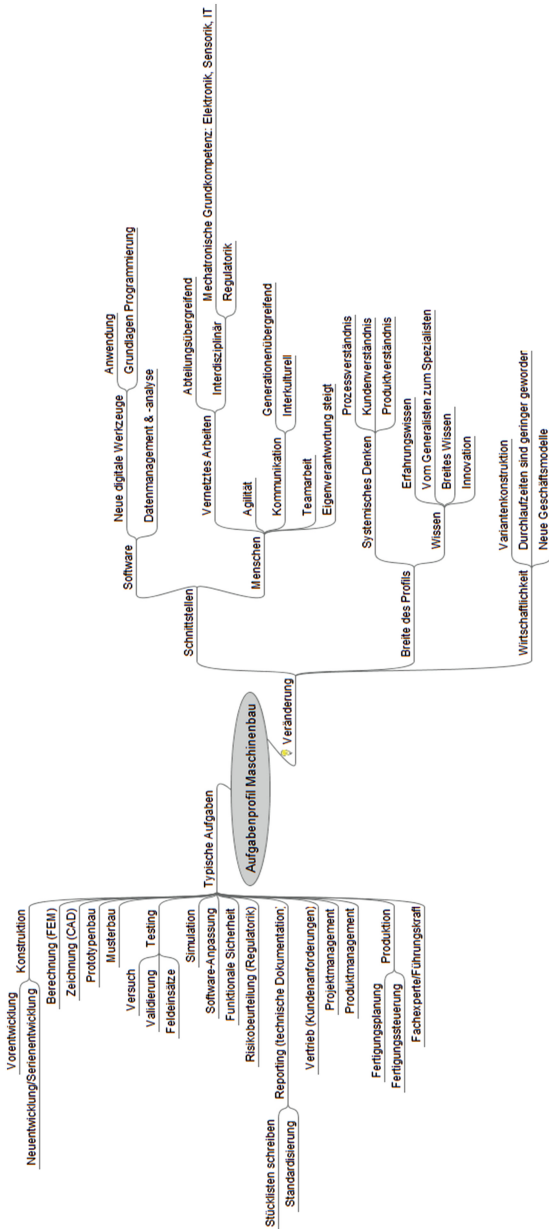 Aufgabenprofil Maschinenbau
Typische Aufgaben
Konstruktion
Vorentwicklung
Neuentwicklung/Serienentwicklung
Berechnung (FEM)
Zeichnung (CAD)
Prototypenbau
Musterbau
Testing
Versuch
Validierung
Feldeinsätze
Simulation
Software-Anpassung
Funktionale Sicherheit
Risikobeurteilung (Regulatorik)
Reporting (technische Dokumentation)
Stücklisten schreiben
Standardisierung
Vertrieb (Kundenanforderungen)
Projektmanagement
Produktmanagement
Produktion
Fertigungsplanung
Fertigungssteuerung
Fachexperte/Führungskraft
Veränderung
Schnittstellen
Software
Neue digitale Werkzeuge
Anwendung
Grundlagen Programmierung
Datenmanagement & -analyse
Menschen
Vernetztes Arbeiten
Abteilungsübergreifend
Interdisziplinär
Mechatronische Grundkompetenz: Elektronik, Sensorik, IT
Regulatorik
Agilität
Kommunikation
Generationenübergreifend
Interkulturell
Teamarbeit
Eigenverantwortung steigt
Breite des Profils
Systemisches Denken
Prozessverständnis
Kundenverständnis
Produktverständnis
Wissen
Erfahrungswissen
Vom Generalisten zum Spezialisten
Breites Wissen
Innovation
Wirtschaftlichkeit
Variantenkonstruktion
Durchlaufzeiten sind geringer geworder
Neue Geschäftsmodelle